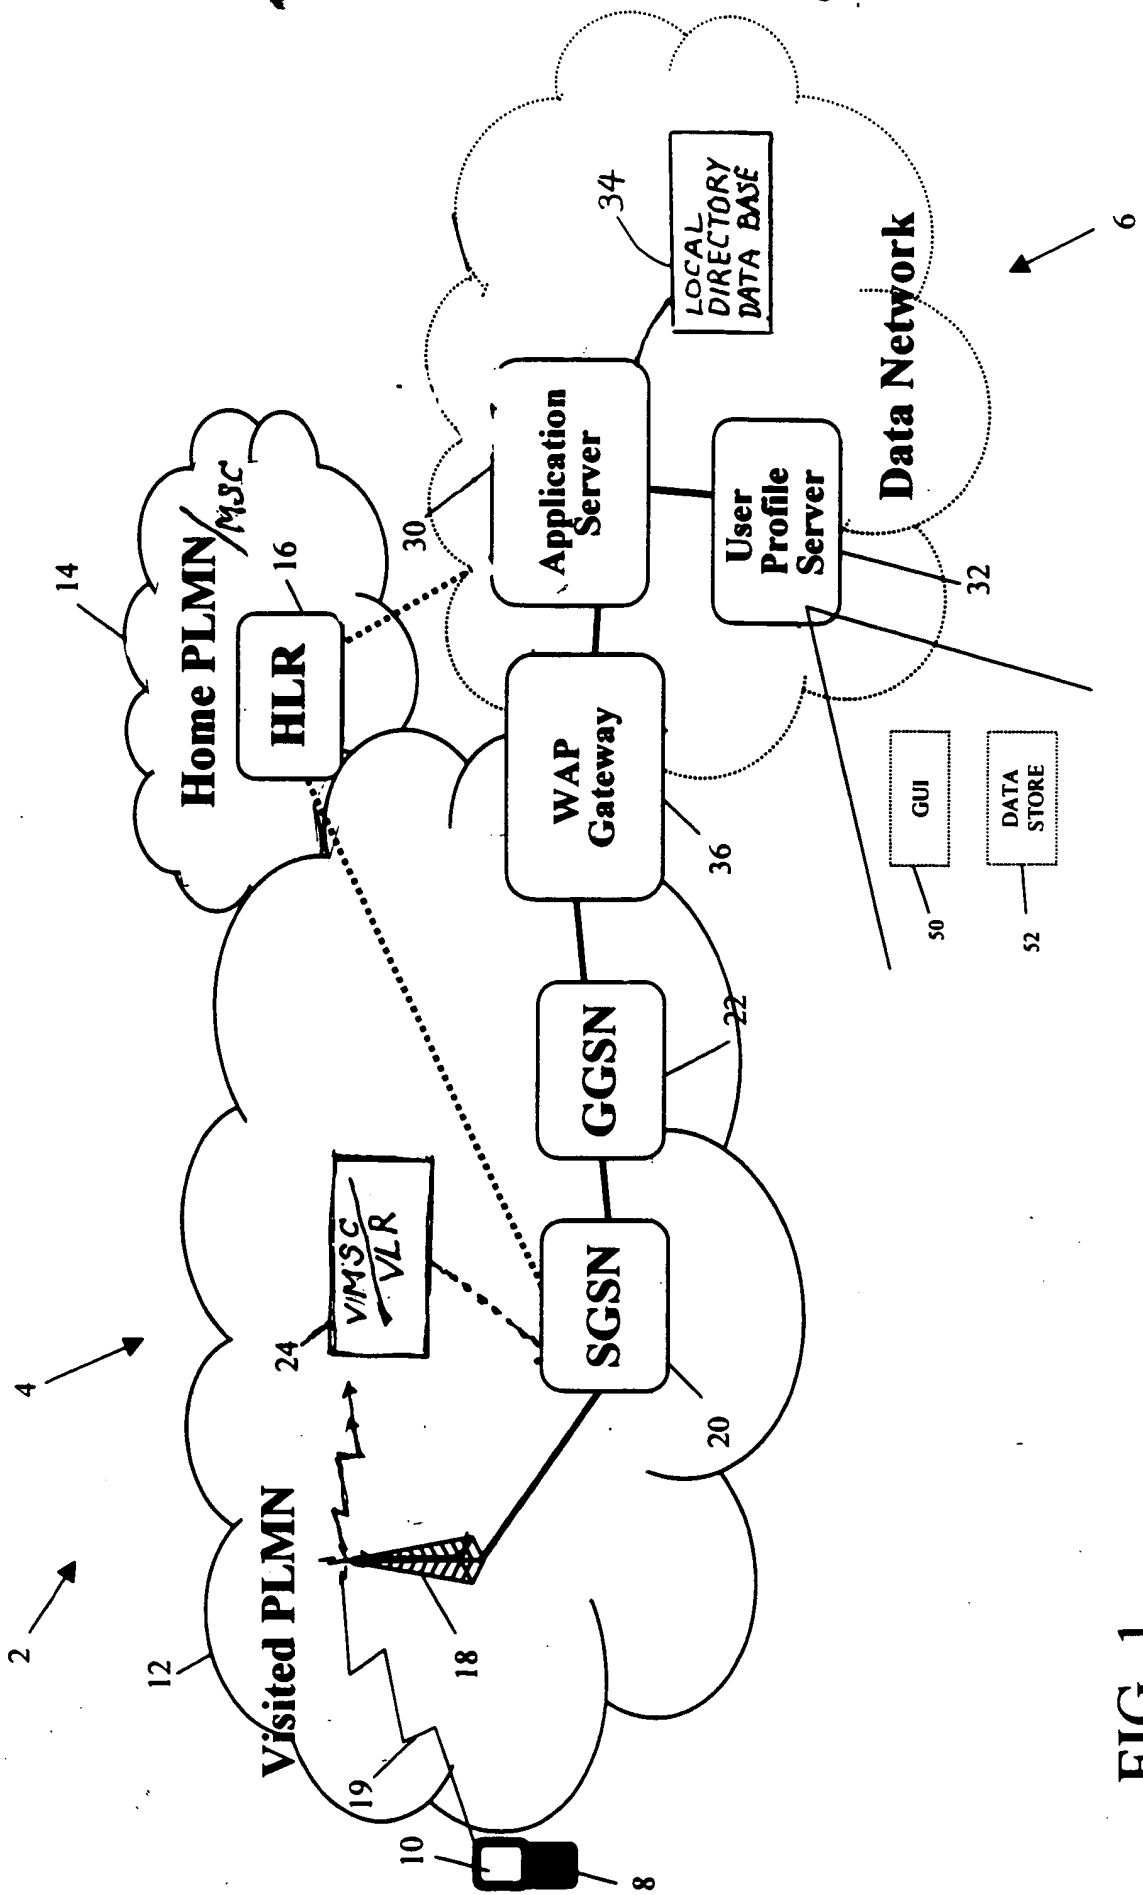 2
4
14
12
Visited PLMN
24
V/MSC
VLR
Home PLMN
/MSC
HLR
16
19
10
8
18
SGSN
20
GGSN
22
WAP
Gateway
36
30
Application
Server
34
LOCAL
DIRECTORY
DATA BASE
User
Profile
Server
32
Data Network
6
GUI
50
DATA
STORE
52
FIG. 1